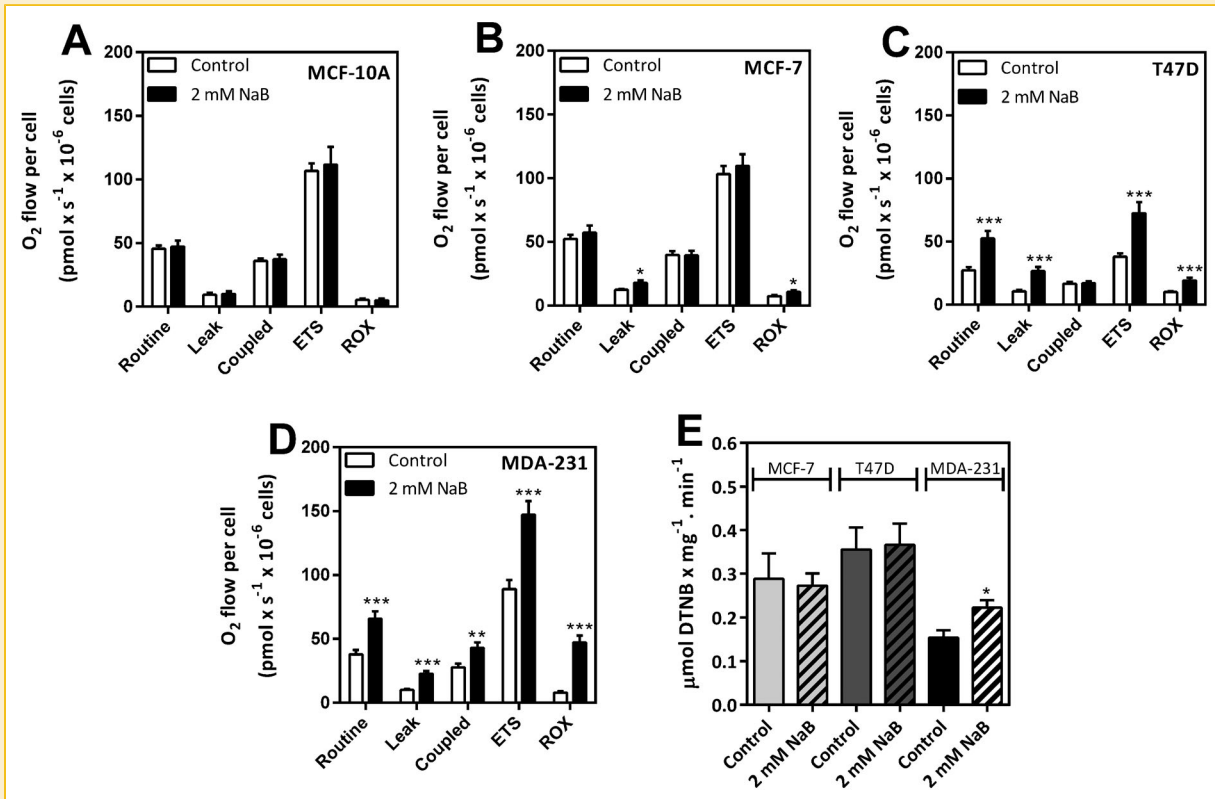 A
200
150
100
50
0
O₂ flow per cell
(pmol x s⁻¹ x 10⁻⁶ cells)
Control
2 mM NaB
MCF-10A
Routine
Leak
Coupled
ETS
ROX
B
200
150
100
50
0
O₂ flow per cell
(pmol x s⁻¹ x 10⁻⁶ cells)
Control
2 mM NaB
MCF-7
*
*
Routine
Leak
Coupled
ETS
ROX
C
200
150
100
50
0
O₂ flow per cell
(pmol x s⁻¹ x 10⁻⁶ cells)
Control
2 mM NaB
T47D
***
***
***
***
Routine
Leak
Coupled
ETS
ROX
D
200
150
100
50
0
O₂ flow per cell
(pmol x s⁻¹ x 10⁻⁶ cells)
Control
2 mM NaB
MDA-231
***
***
**
***
***
Routine
Leak
Coupled
ETS
ROX
E
0.6
0.5
0.4
0.3
0.2
0.1
0.0
µmol DTNB x mg⁻¹. min⁻¹
MCF-7
T47D
MDA-231
*
Control
2 mM NaB
Control
2 mM NaB
Control
2 mM NaB